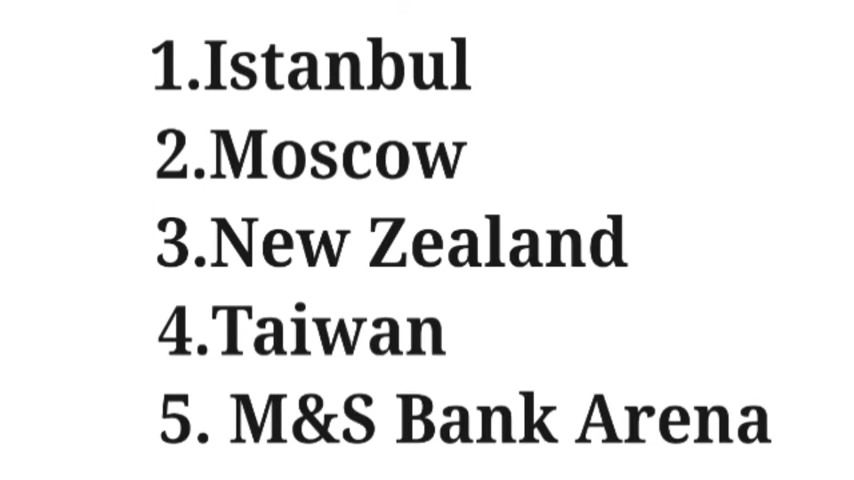 1.Istanbul
2.Moscow
3.New Zealand
4.Taiwan
5. M&S Bank Arena